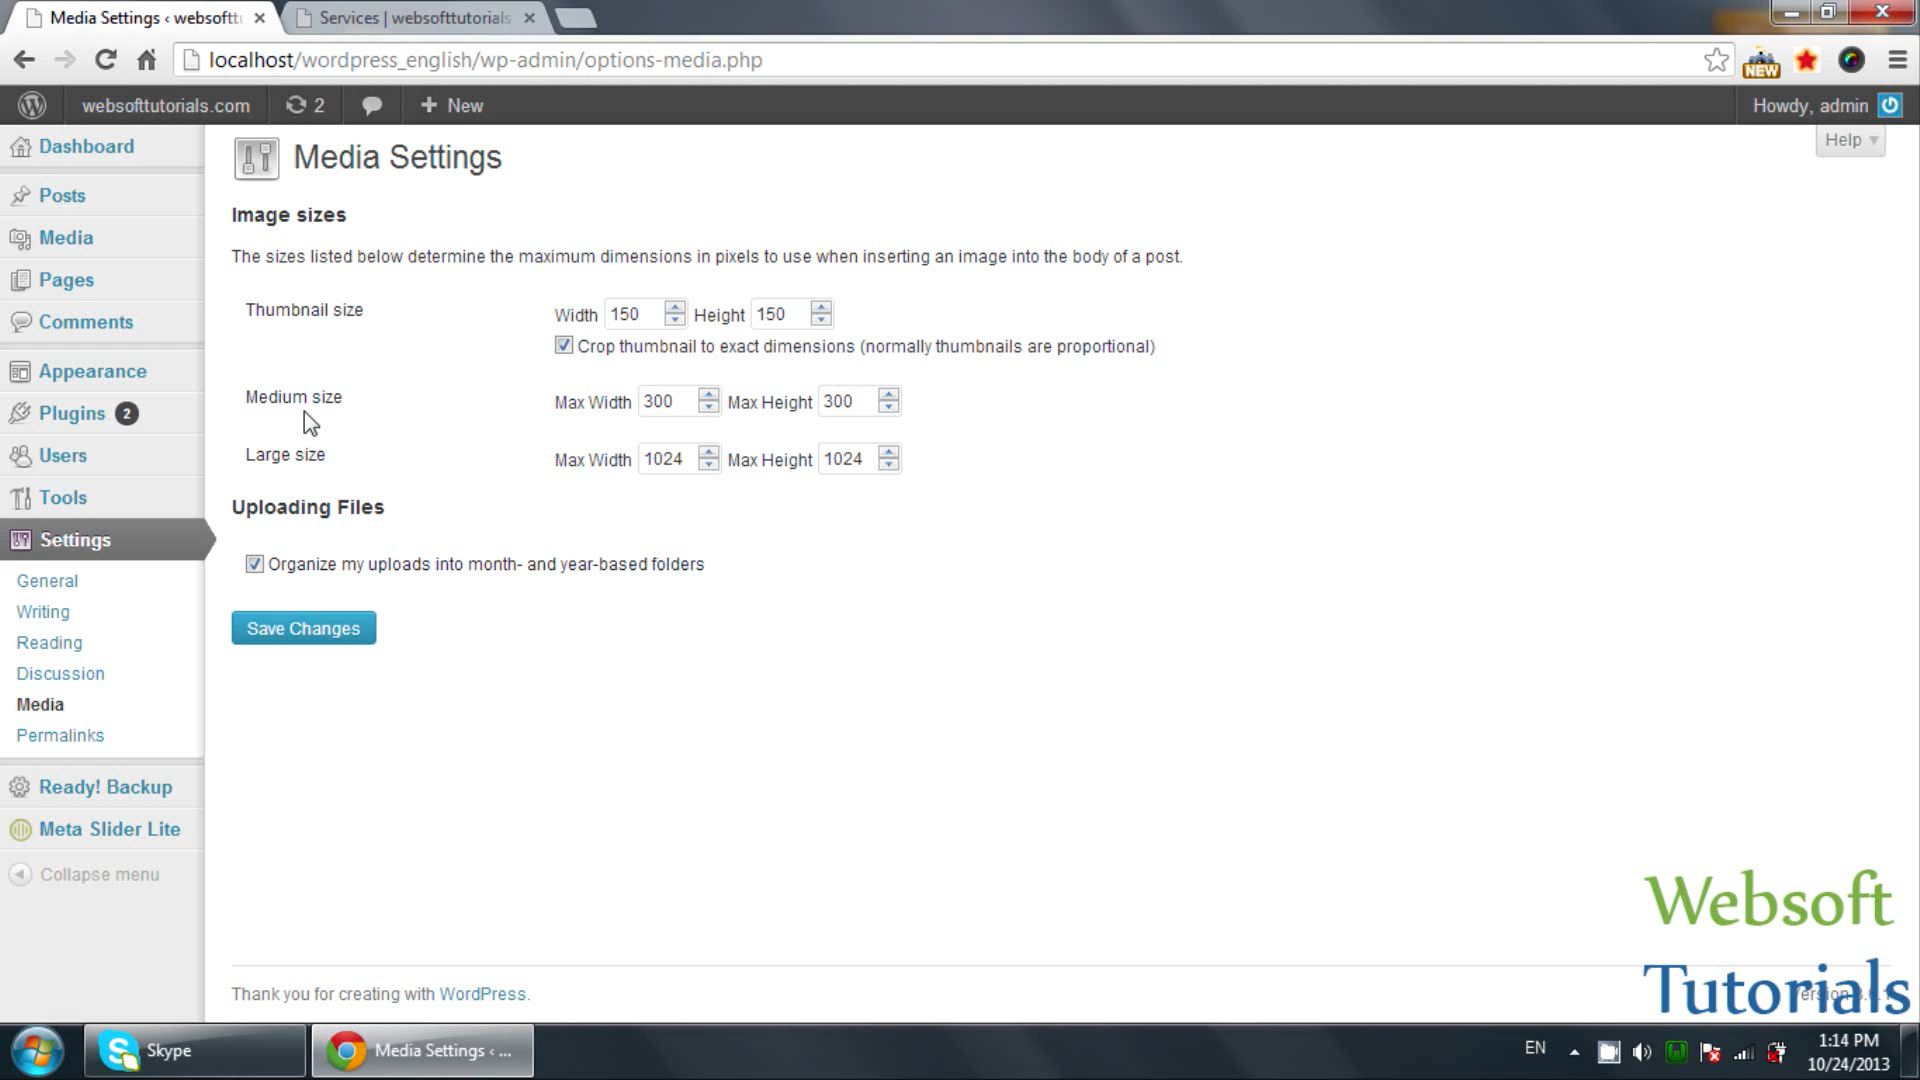 Media Settings ‹ websoftt
Services | websofttutorials
localhost/wordpress_english/wp-admin/options-media.php
NEW
websofttutorials.com 2 + New Howdy, admin
Help
Dashboard
Posts
Media
Pages
Comments
Appearance
Plugins 2
Users
Tools
Settings
General
Writing
Reading
Discussion
Media
Permalinks
Ready! Backup
Meta Slider Lite
Collapse menu
Media Settings
Image sizes
The sizes listed below determine the maximum dimensions in pixels to use when inserting an image into the body of a post.
Thumbnail size Width 150 Height 150
Crop thumbnail to exact dimensions (normally thumbnails are proportional)
Medium size Max Width 300 Max Height 300
Large size Max Width 1024 Max Height 1024
Uploading Files
Organize my uploads into month- and year-based folders
Save Changes
Thank you for creating with WordPress.
Websoft
Tutorials
Skype
Media Settings ‹ ...
EN
1:14 PM
10/24/2013